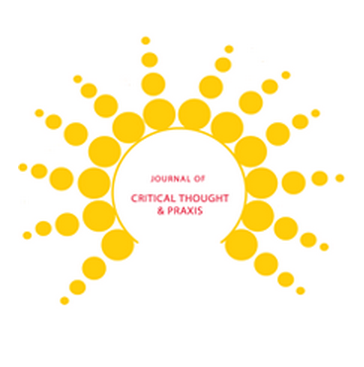 JOURNAL OF
CRITICAL THOUGHT
& PRAXIS